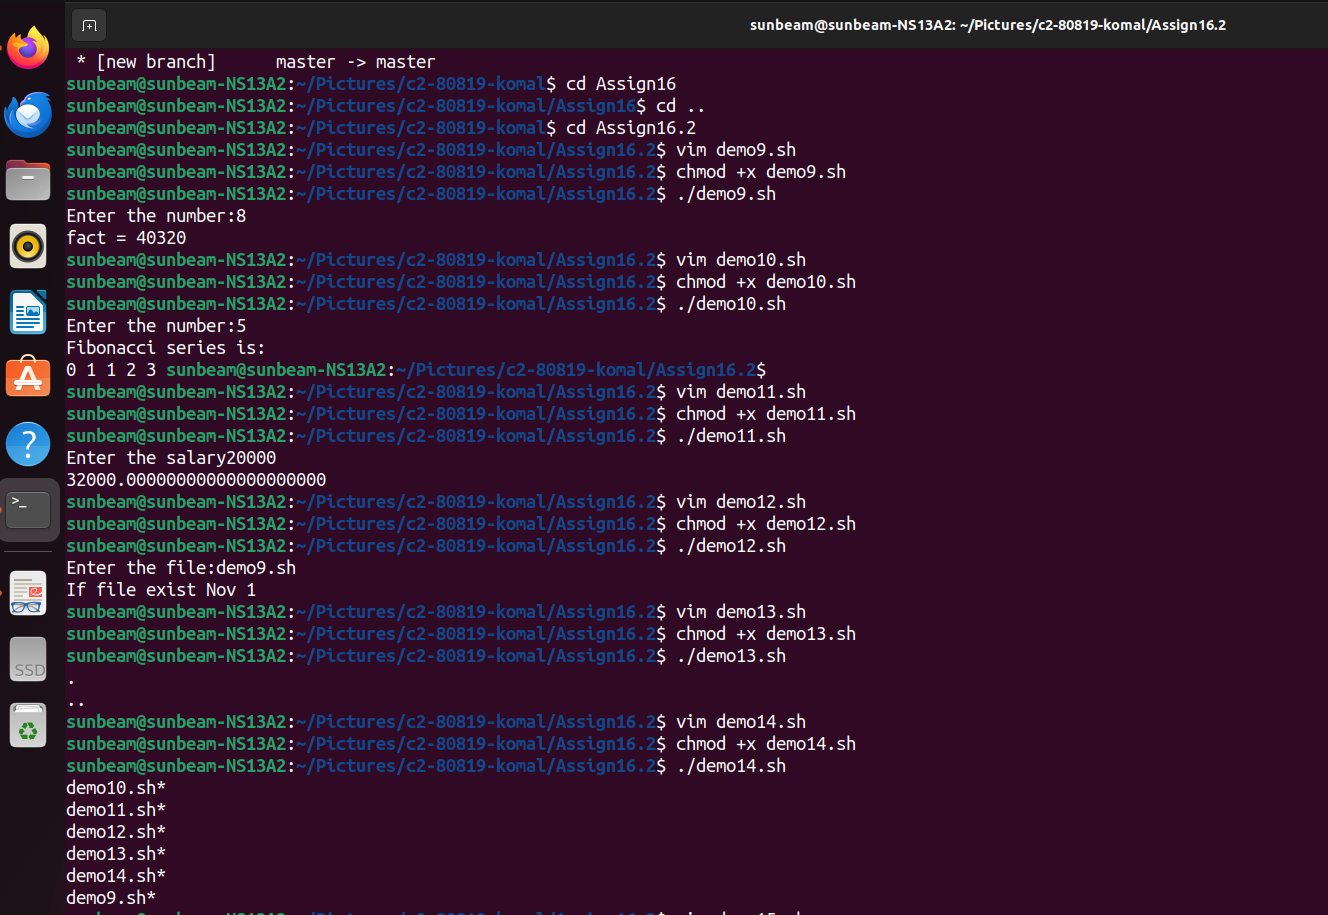 sunbeam@sunbeam-NS13A2: ~/Pictures/c2-80819-komal/Assign16.2
* [new branch]      master -> master
sunbeam@sunbeam-NS13A2:~/Pictures/c2-80819-komal$ cd Assign16
sunbeam@sunbeam-NS13A2:~/Pictures/c2-80819-komal/Assign16$ cd ..
sunbeam@sunbeam-NS13A2:~/Pictures/c2-80819-komal$ cd Assign16.2
sunbeam@sunbeam-NS13A2:~/Pictures/c2-80819-komal/Assign16.2$ vim demo9.sh
sunbeam@sunbeam-NS13A2:~/Pictures/c2-80819-komal/Assign16.2$ chmod +x demo9.sh
sunbeam@sunbeam-NS13A2:~/Pictures/c2-80819-komal/Assign16.2$ ./demo9.sh
Enter the number:8
fact = 40320
sunbeam@sunbeam-NS13A2:~/Pictures/c2-80819-komal/Assign16.2$ vim demo10.sh
sunbeam@sunbeam-NS13A2:~/Pictures/c2-80819-komal/Assign16.2$ chmod +x demo10.sh
sunbeam@sunbeam-NS13A2:~/Pictures/c2-80819-komal/Assign16.2$ ./demo10.sh
Enter the number:5
Fibonacci series is:
0 1 1 2 3 sunbeam@sunbeam-NS13A2:~/Pictures/c2-80819-komal/Assign16.2$
sunbeam@sunbeam-NS13A2:~/Pictures/c2-80819-komal/Assign16.2$ vim demo11.sh
sunbeam@sunbeam-NS13A2:~/Pictures/c2-80819-komal/Assign16.2$ chmod +x demo11.sh
sunbeam@sunbeam-NS13A2:~/Pictures/c2-80819-komal/Assign16.2$ ./demo11.sh
Enter the salary20000
32000.00000000000000000000
sunbeam@sunbeam-NS13A2:~/Pictures/c2-80819-komal/Assign16.2$ vim demo12.sh
sunbeam@sunbeam-NS13A2:~/Pictures/c2-80819-komal/Assign16.2$ chmod +x demo12.sh
sunbeam@sunbeam-NS13A2:~/Pictures/c2-80819-komal/Assign16.2$ ./demo12.sh
Enter the file:demo9.sh
If file exist Nov 1
sunbeam@sunbeam-NS13A2:~/Pictures/c2-80819-komal/Assign16.2$ vim demo13.sh
sunbeam@sunbeam-NS13A2:~/Pictures/c2-80819-komal/Assign16.2$ chmod +x demo13.sh
sunbeam@sunbeam-NS13A2:~/Pictures/c2-80819-komal/Assign16.2$ ./demo13.sh
.
..
sunbeam@sunbeam-NS13A2:~/Pictures/c2-80819-komal/Assign16.2$ vim demo14.sh
sunbeam@sunbeam-NS13A2:~/Pictures/c2-80819-komal/Assign16.2$ chmod +x demo14.sh
sunbeam@sunbeam-NS13A2:~/Pictures/c2-80819-komal/Assign16.2$ ./demo14.sh
demo10.sh*
demo11.sh*
demo12.sh*
demo13.sh*
demo14.sh*
demo9.sh*
SSD